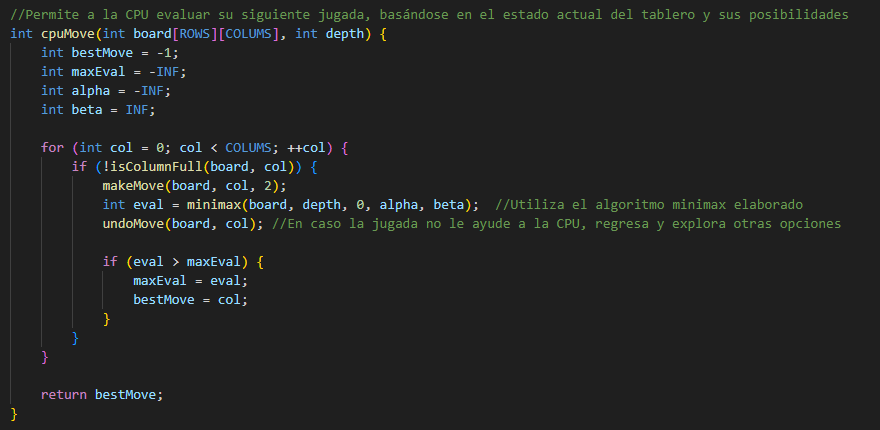 //Permite a la CPU evaluar su siguiente jugada, basándose en el estado actual del tablero y sus posibilidades
int cpuMove(int board[ROWS][COLUMS], int depth) {
    int bestMove = -1;
    int maxEval = -INF;
    int alpha = -INF;
    int beta = INF;

    for (int col = 0; col < COLUMS; ++col) {
        if (!isColumnFull(board, col)) {
            makeMove(board, col, 2);
            int eval = minimax(board, depth, 0, alpha, beta);  //Utiliza el algoritmo minimax elaborado
            undoMove(board, col); //En caso la jugada no le ayude a la CPU, regresa y explora otras opciones

            if (eval > maxEval) {
                maxEval = eval;
                bestMove = col;
            }
        }
    }

    return bestMove;
}